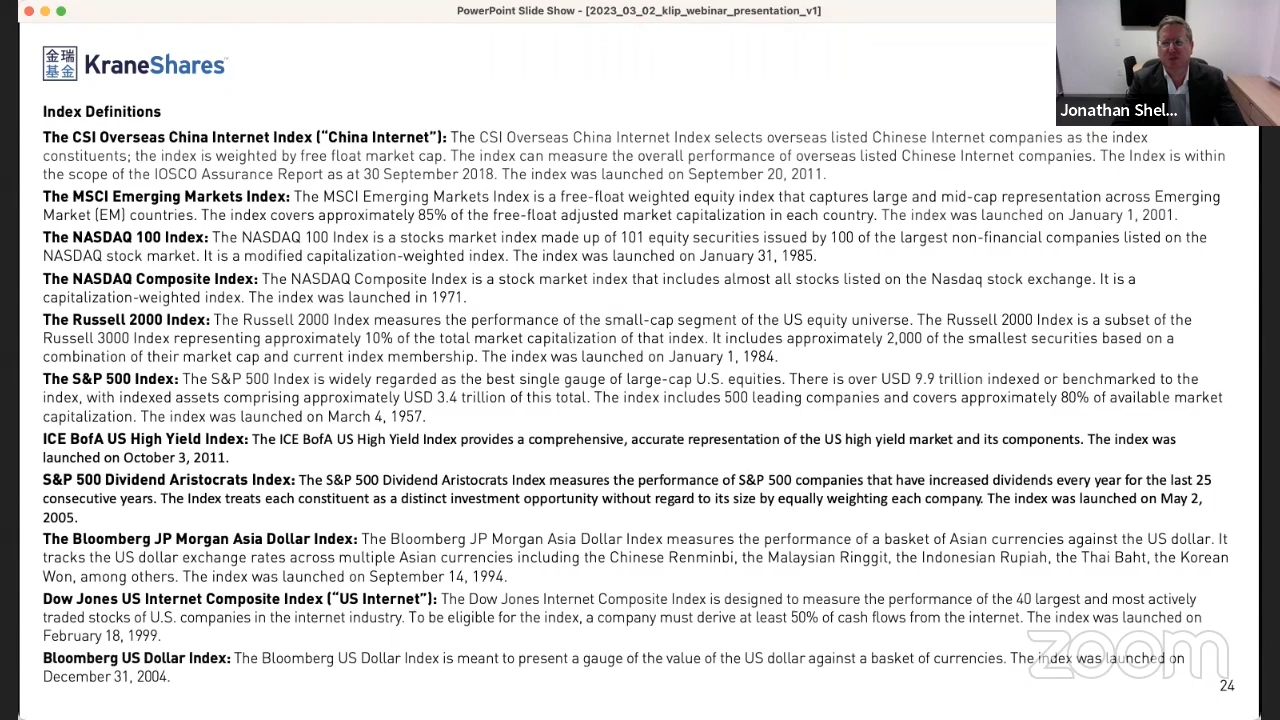 PowerPoint Slide Show - [2023_03_02_klip_webinar_presentation_v1]
金瑞
基金
KraneShares
Jonathan Shel...
Index Definitions
The CSI Overseas China Internet Index (“China Internet”): The CSI Overseas China Internet Index selects overseas listed Chinese Internet companies as the index
constituents; the index is weighted by free float market cap. The index can measure the overall performance of overseas listed Chinese Internet companies. The Index is within
the scope of the IOSCO Assurance Report as at 30 September 2018. The index was launched on September 20, 2011.
The MSCI Emerging Markets Index: The MSCI Emerging Markets Index is a free-float weighted equity index that captures large and mid-cap representation across Emerging
Market (EM) countries. The index covers approximately 85% of the free-float adjusted market capitalization in each country. The index was launched on January 1, 2001.
The NASDAQ 100 Index: The NASDAQ 100 Index is a stocks market index made up of 101 equity securities issued by 100 of the largest non-financial companies listed on the
NASDAQ stock market. It is a modified capitalization-weighted index. The index was launched on January 31, 1985.
The NASDAQ Composite Index: The NASDAQ Composite Index is a stock market index that includes almost all stocks listed on the Nasdaq stock exchange. It is a
capitalization-weighted index. The index was launched in 1971.
The Russell 2000 Index: The Russell 2000 Index measures the performance of the small-cap segment of the US equity universe. The Russell 2000 Index is a subset of the
Russell 3000 Index representing approximately 10% of the total market capitalization of that index. It includes approximately 2,000 of the smallest securities based on a
combination of their market cap and current index membership. The index was launched on January 1, 1984.
The S&P 500 Index: The S&P 500 Index is widely regarded as the best single gauge of large-cap U.S. equities. There is over USD 9.9 trillion indexed or benchmarked to the
index, with indexed assets comprising approximately USD 3.4 trillion of this total. The index includes 500 leading companies and covers approximately 80% of available market
capitalization. The index was launched on March 4, 1957.
ICE BofA US High Yield Index: The ICE BofA US High Yield Index provides a comprehensive, accurate representation of the US high yield market and its components. The index was
launched on October 3, 2011.
S&P 500 Dividend Aristocrats Index: The S&P 500 Dividend Aristocrats Index measures the performance of S&P 500 companies that have increased dividends every year for the last 25
consecutive years. The Index treats each constituent as a distinct investment opportunity without regard to its size by equally weighting each company. The index was launched on May 2,
2005.
The Bloomberg JP Morgan Asia Dollar Index: The Bloomberg JP Morgan Asia Dollar Index measures the performance of a basket of Asian currencies against the US dollar. It
tracks the US dollar exchange rates across multiple Asian currencies including the Chinese Renminbi, the Malaysian Ringgit, the Indonesian Rupiah, the Thai Baht, the Korean
Won, among others. The index was launched on September 14, 1994.
Dow Jones US Internet Composite Index (“US Internet”): The Dow Jones Internet Composite Index is designed to measure the performance of the 40 largest and most actively
traded stocks of U.S. companies in the internet industry. To be eligible for the index, a company must derive at least 50% of cash flows from the internet. The index was launched on
February 18, 1999.
Bloomberg US Dollar Index: The Bloomberg US Dollar Index is meant to present a gauge of the value of the US dollar against a basket of currencies. The index was launched on
December 31, 2004.
zoom
24